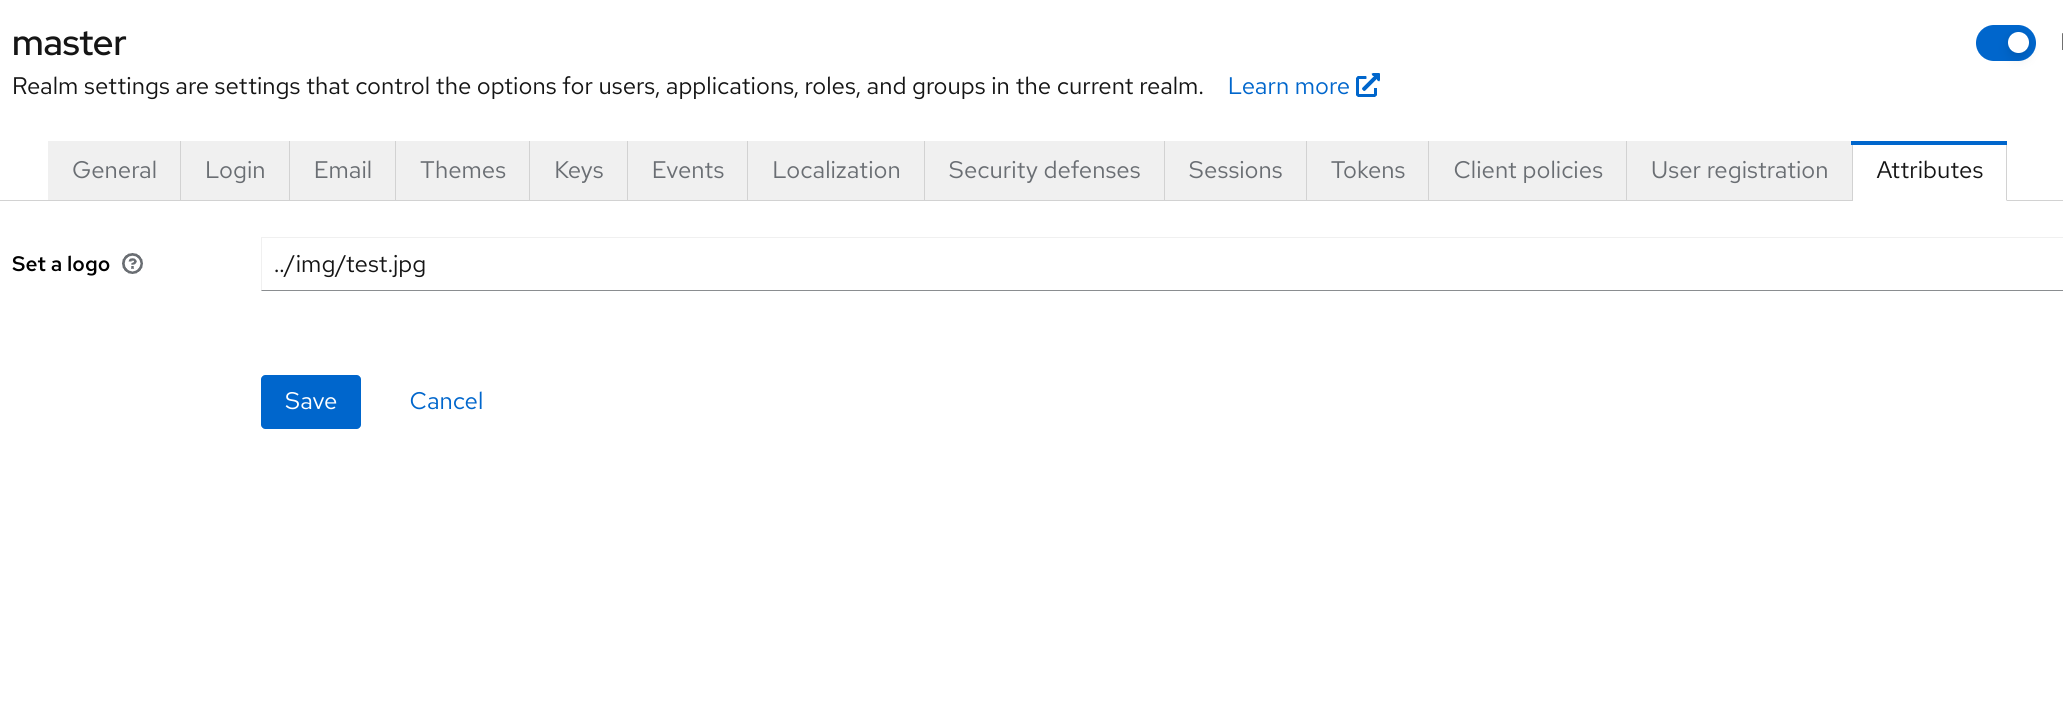 master
Realm settings are settings that control the options for users, applications, roles, and groups in the current realm. Learn more
General Login Email Themes Keys Events Localization Security defenses Sessions Tokens Client policies User registration Attributes
Set a logo ../img/test.jpg
Save Cancel